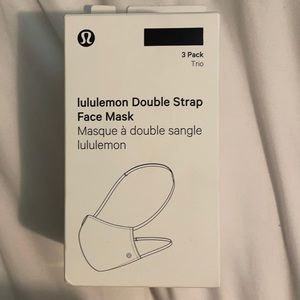 3 Pack
Trio
lululemon Double Strap
Face Mask
Masque à double sangle
lululemon